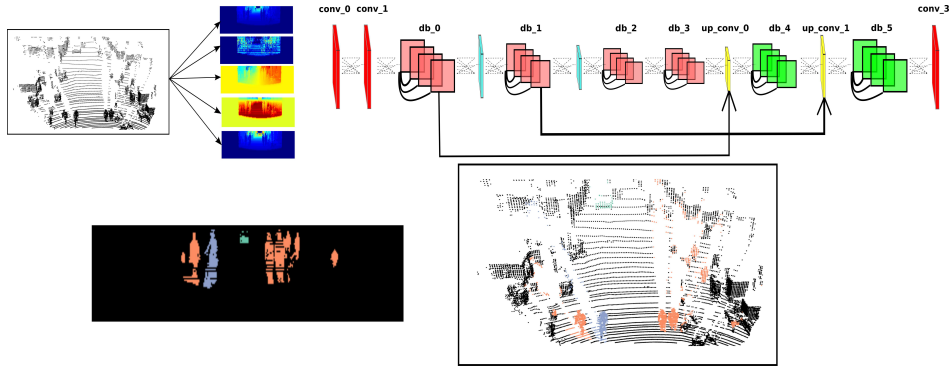 conv_0 conv_1 conv_3
db_0 db_1 db_2 db_3 up_conv_0 db_4 up_conv_1 db_5